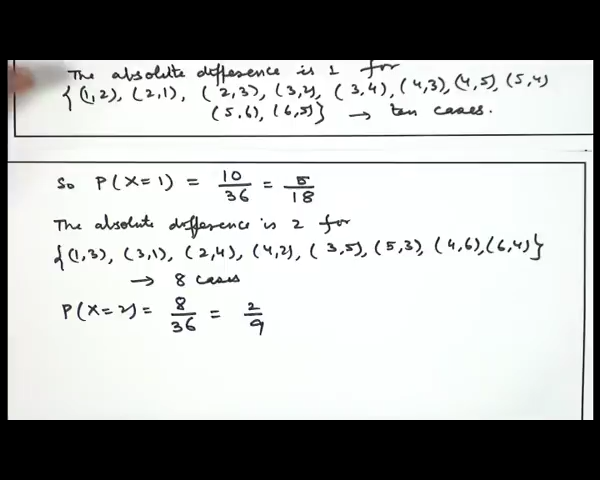 The absolute difference is 1 for
{(1,2), (2,1), (2,3), (3,2), (3,4), (4,3), (4,5), (5,4)
(5,6), (6,5)} → ten cases.
So P(X=1) = 10/36 = 5/18
The absolute difference is 2 for
{(1,3), (3,1), (2,4), (4,2), (3,5), (5,3), (4,6), (6,4)}
→ 8 cases
P(X=2) = 8/36 = 2/9